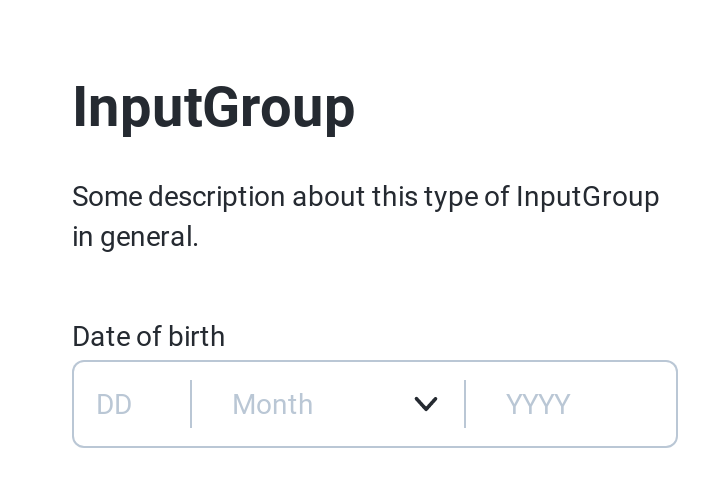 InputGroup
Some description about this type of InputGroup
in general.
Date of birth
DD Month YYYY